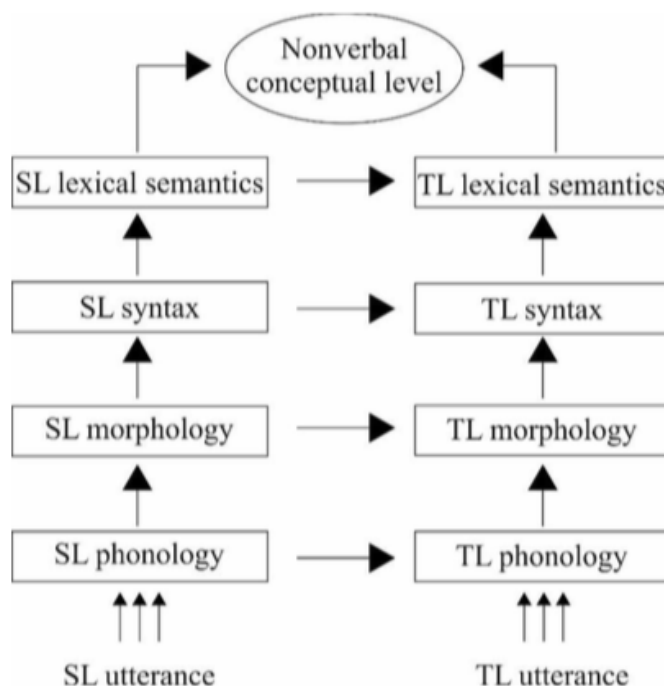 Nonverbal
conceptual level
SL lexical semantics
TL lexical semantics
SL syntax
TL syntax
SL morphology
TL morphology
SL phonology
TL phonology
SL utterance
TL utterance